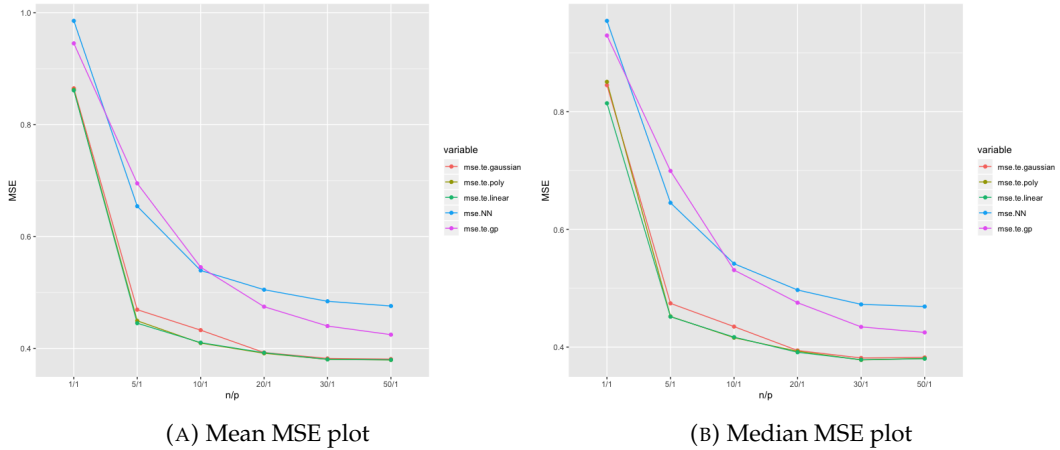 1.0
0.8
0.6
0.4
MSE
1/1 5/1 10/1 20/1 30/1 50/1
n/p
variable
mse.te.gaussian
mse.te.poly
mse.te.linear
mse.NN
mse.te.gp
(A) Mean MSE plot
0.8
0.6
0.4
MSE
1/1 5/1 10/1 20/1 30/1 50/1
n/p
variable
mse.te.gaussian
mse.te.poly
mse.te.linear
mse.NN
mse.te.gp
(B) Median MSE plot